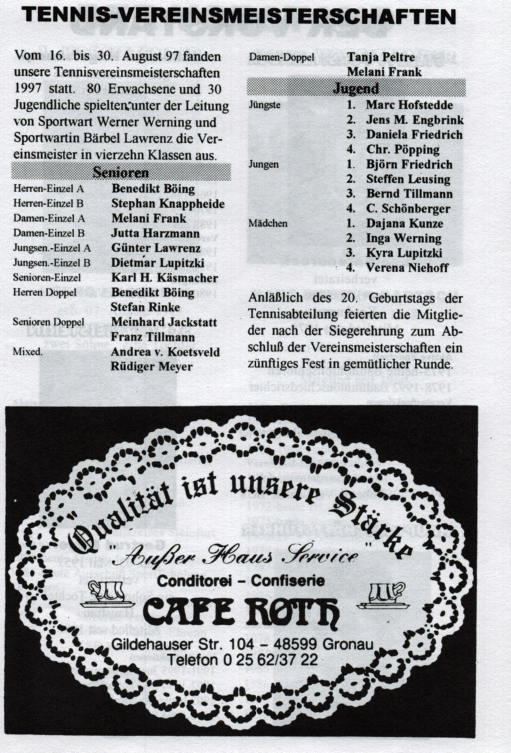 TENNIS-VEREINSMEISTERSCHAFTEN
Vom 16. bis 30. August 97 fanden
unsere Tennisvereinsmeisterschaften
1997 statt. 80 Erwachsene und 30
Jugendliche spielten unter der Leitung
von Sportwart Werner Werning und
Sportwartin Bärbel Lawrenz die Ver-
einsmeister in vierzehn Klassen aus.
Senioren
Herren-Einzel A Benedikt Böing
Herren-Einzel B Stephan Knappheide
Damen-Einzel A Melani Frank
Damen-Einzel B Jutta Harzmann
Jungsen.-Einzel A Günter Lawrenz
Jungsen.-Einzel B Dietmar Lupitzki
Senioren-Einzel Karl H. Käsmacher
Herren Doppel Benedikt Böing
Stefan Rinke
Senioren Doppel Meinhard Jackstatt
Franz Tillmann
Mixed. Andrea v. Koetsveld
Rüdiger Meyer
Damen-Doppel Tanja Peltre
Melani Frank
Jugend
Jüngste 1. Marc Hofstedde
2. Jens M. Engbrink
3. Daniela Friedrich
4. Chr. Pöpping
Jungen 1. Björn Friedrich
2. Steffen Leusing
3. Bernd Tillmann
4. C. Schönberger
Mädchen 1. Dajana Kunze
2. Inga Werning
3. Kyra Lupitzki
4. Verena Niehoff
Anläßlich des 20. Geburtstags der
Tennisabteilung feierten die Mitglie-
der nach der Siegerehrung zum Ab-
schluß der Vereinsmeisterschaften ein
zünftiges Fest in gemütlicher Runde.
"Qualität ist unsere Stärke"
Außer Haus Service
Conditorei – Confiserie
CAFE ROTH
Gildehauser Str. 104 – 48599 Gronau
Telefon 0 25 62/37 22